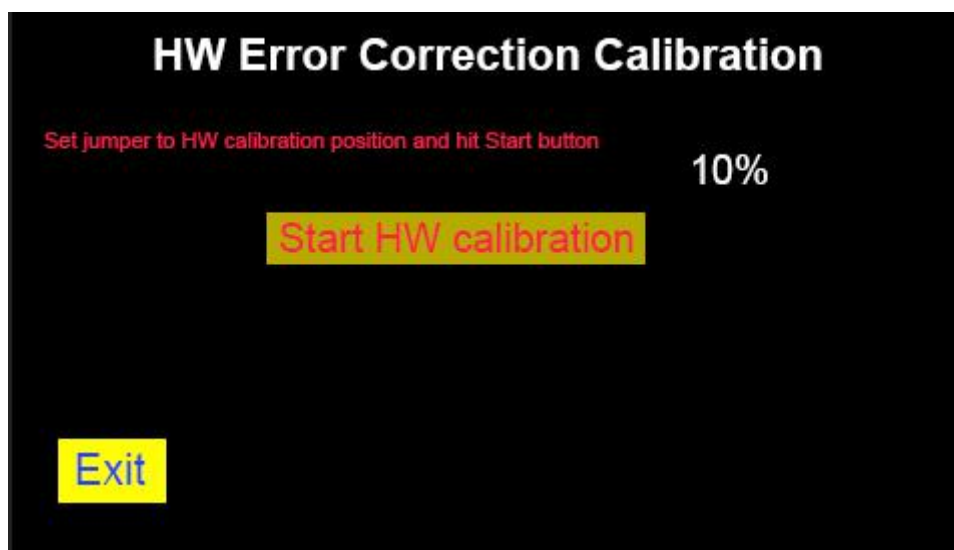 HW Error Correction Calibration
Set jumper to HW calibration position and hit Start button
10%
Start HW calibration
Exit